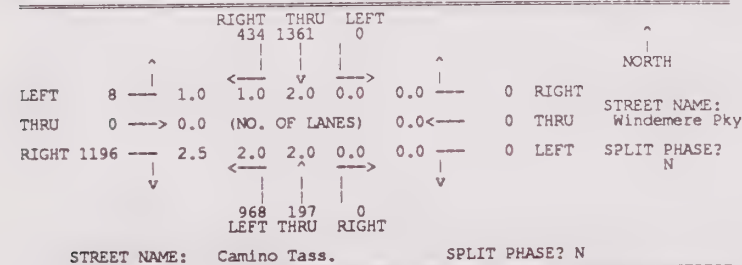 RIGHT THRU LEFT
434 1361 0
^
NORTH
LEFT 8 --- 1.0 1.0 2.0 0.0 0.0 --- 0 RIGHT
STREET NAME:
THRU 0 ---> 0.0 (NO. OF LANES) 0.0<--- 0 THRU Windemere Pky
RIGHT 1196 --- 2.5 2.0 2.0 0.0 0.0 --- 0 LEFT SPLIT PHASE?
N
968 197 0
LEFT THRU RIGHT
STREET NAME: Camino Tass. SPLIT PHASE? N